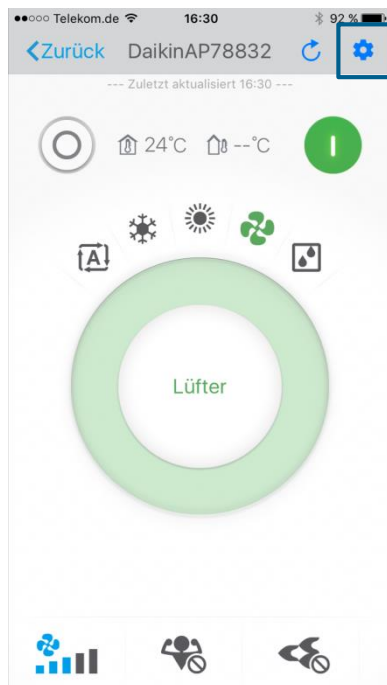 Telekom.de 16:30 92 %
Zurück DaikinAP78832
--- Zuletzt aktualisiert 16:30 ---
24°C --°C
A
Lüfter